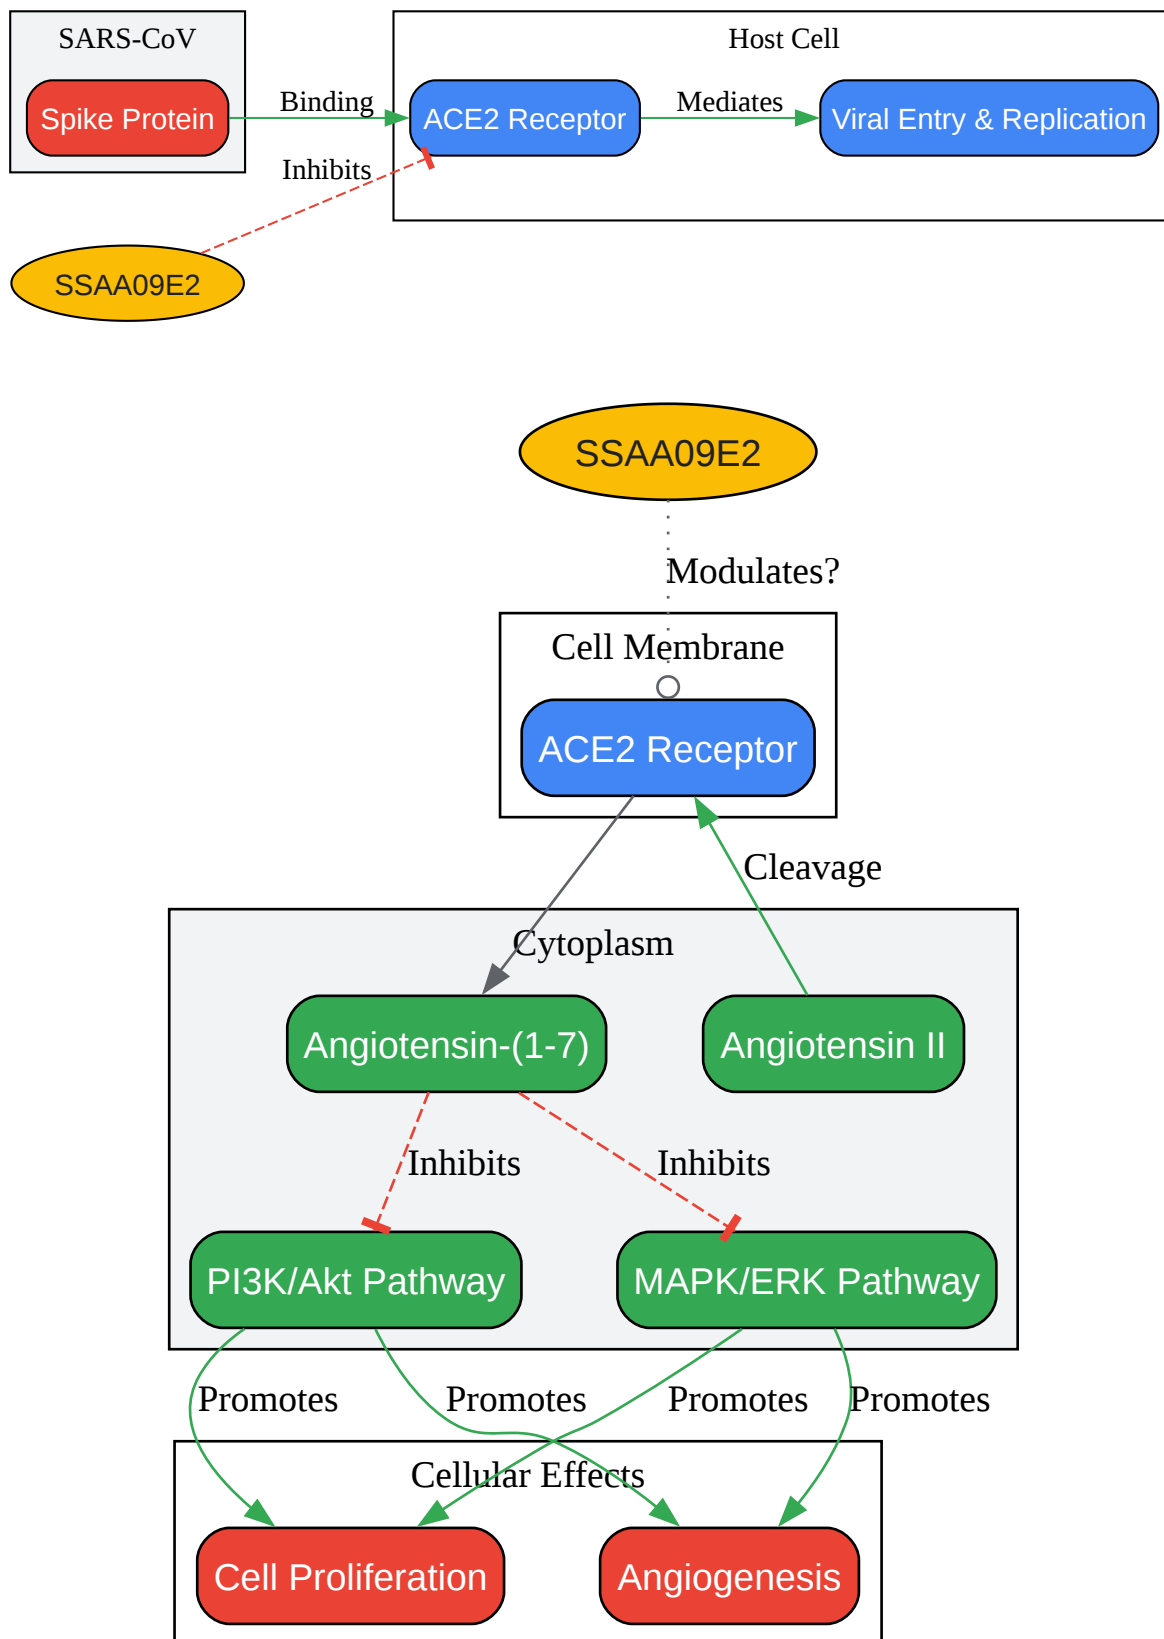 SARS-CoV
Host Cell
Spike Protein
Binding
ACE2 Receptor
Mediates
Viral Entry & Replication
Inhibits
SSAA09E2
SSAA09E2
Modulates?
Cell Membrane
ACE2 Receptor
Cleavage
Cytoplasm
Angiotensin-(1-7)
Angiotensin II
Inhibits
Inhibits
PI3K/Akt Pathway
MAPK/ERK Pathway
Promotes
Promotes
Promotes
Promotes
Cellular Effects
Cell Proliferation
Angiogenesis